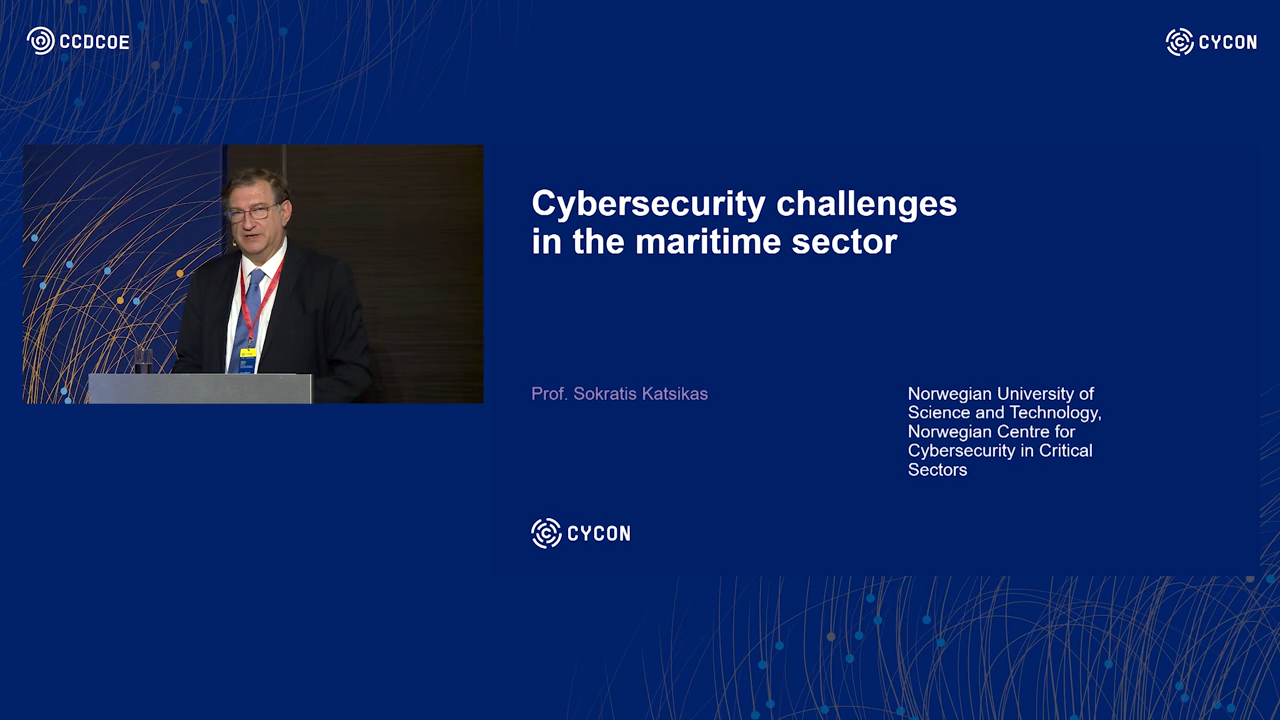 CCDCOE
CYCON
Cybersecurity challenges
in the maritime sector
Prof. Sokratis Katsikas
Norwegian University of
Science and Technology,
Norwegian Centre for
Cybersecurity in Critical
Sectors
CYCON